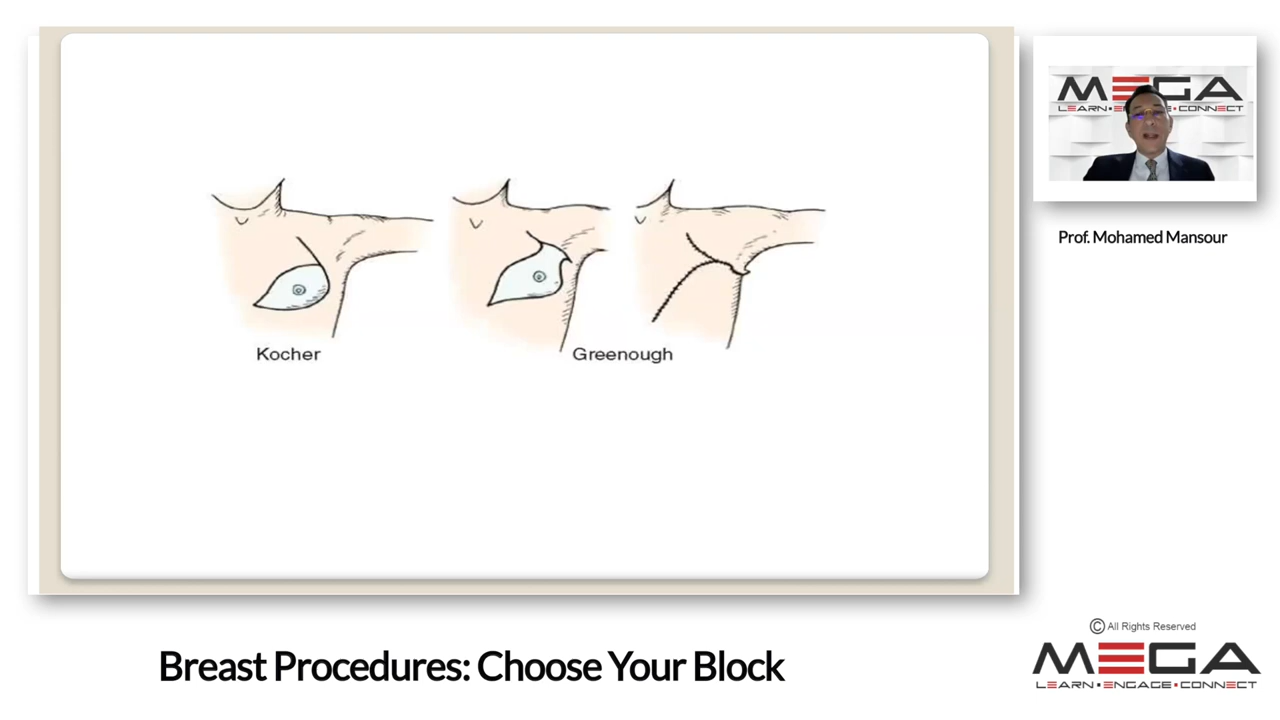 MEGA
LEARN▪ENGAGE▪CONNECT
Prof. Mohamed Mansour
Kocher
Greenough
© All Rights Reserved
MEGA
LEARN▪ENGAGE▪CONNECT
Breast Procedures: Choose Your Block